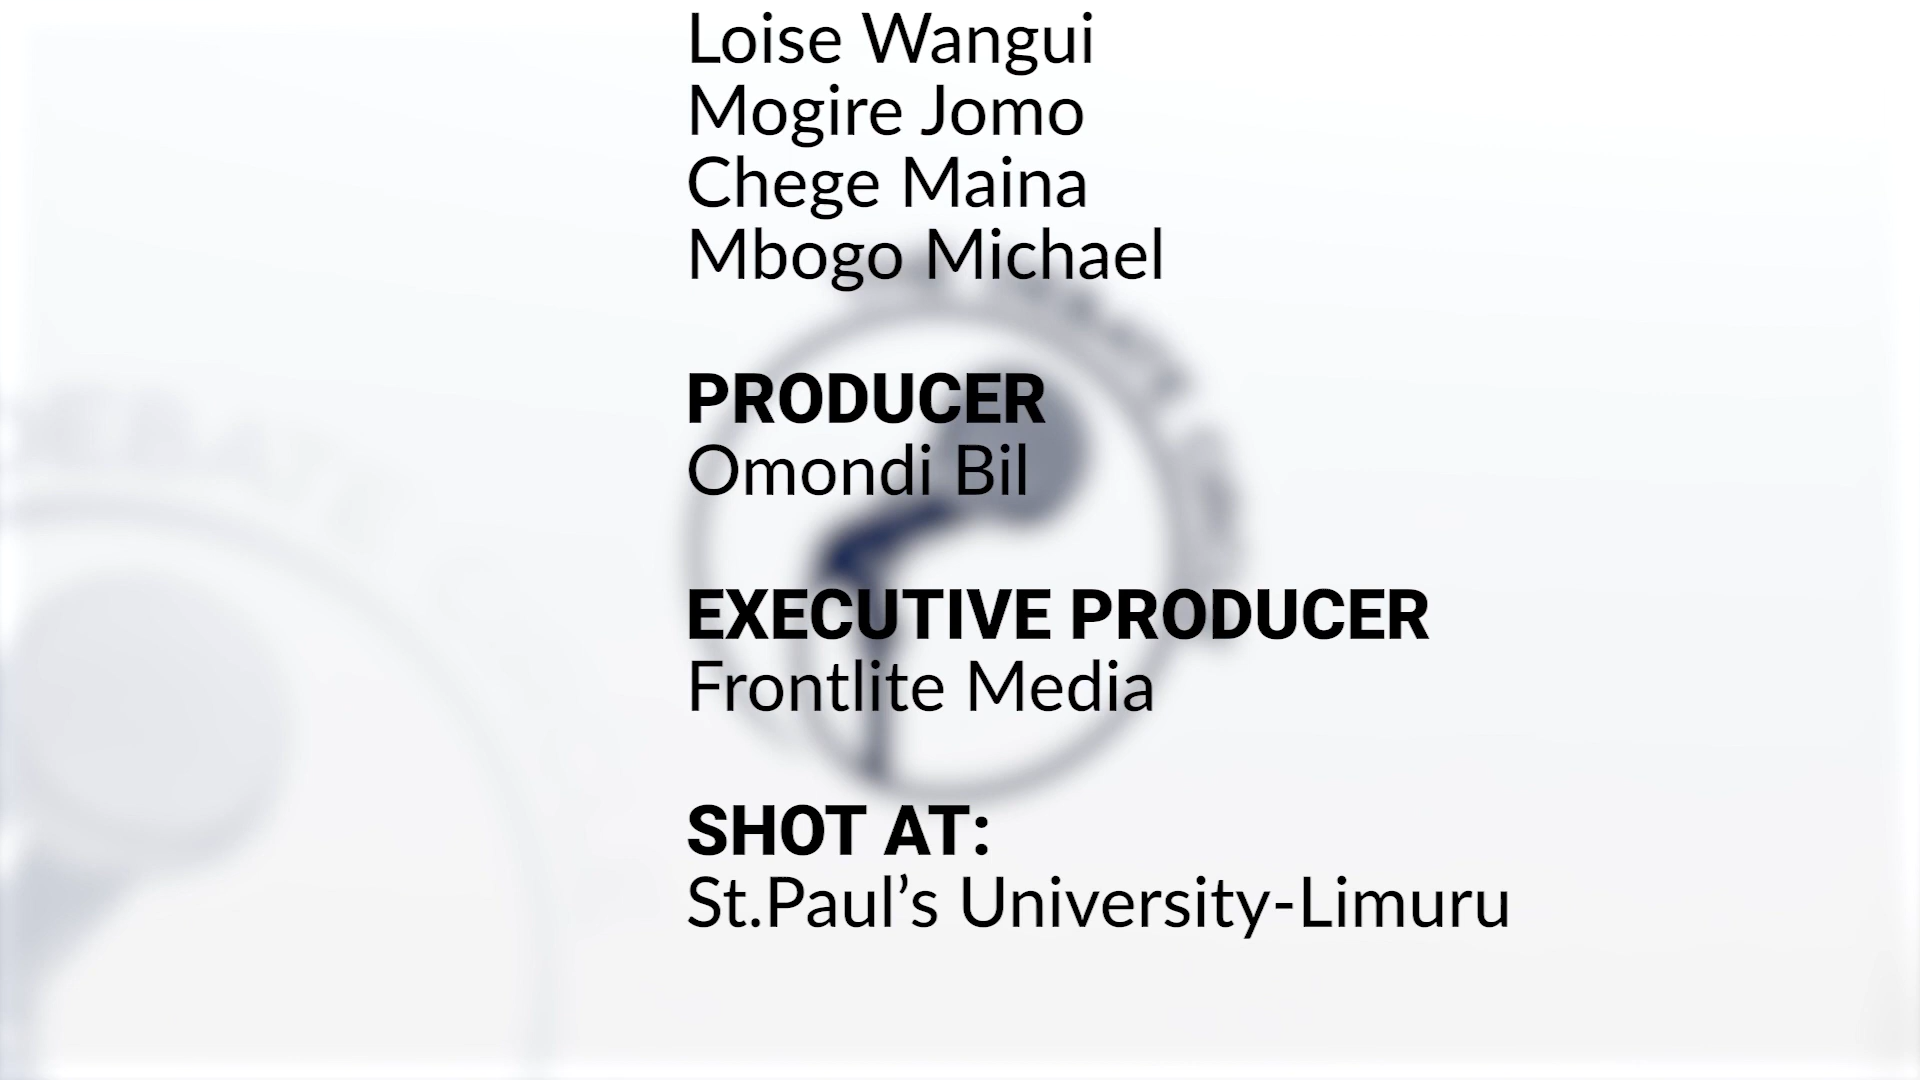 Loise Wangui
Mogire Jomo
Chege Maina
Mbogo Michael
PRODUCER
Omondi Bil
EXECUTIVE PRODUCER
Frontlite Media
SHOT AT:
St.Paul’s University-Limuru
DEBATE